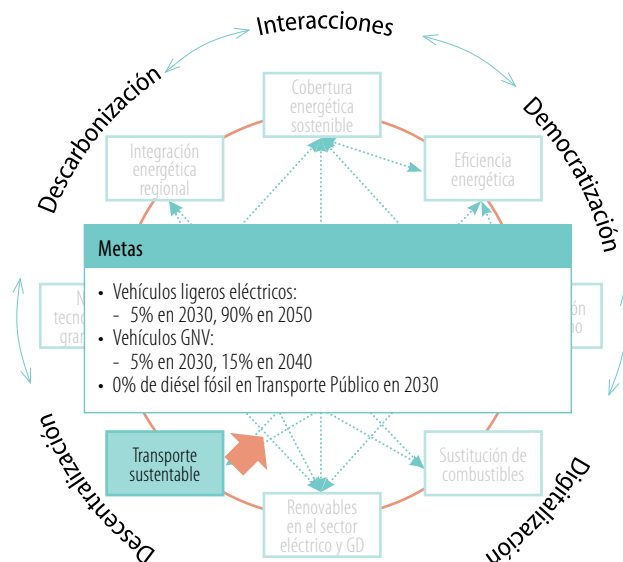 Interacciones
Descarbonización
Democratización
Cobertura
energética
sostenible
Integración
energética
regional
Eficiencia
energética
Metas
• Vehículos ligeros eléctricos:
- 5% en 2030, 90% en 2050
• Vehículos GNV:
- 5% en 2030, 15% en 2040
• 0% de diésel fósil en Transporte Público en 2030
Transporte
sustentable
Sustitución de
combustibles
Renovables
en el sector
eléctrico y GD
Descentralización
Digitalización